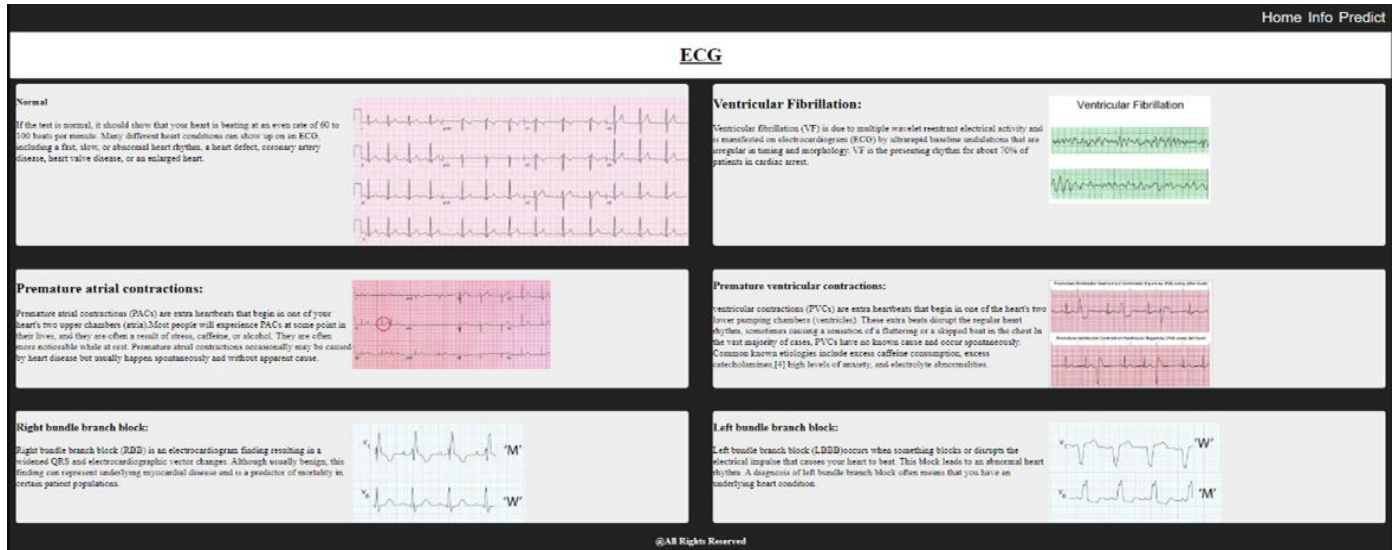 Home Info Predict
ECG
Normal
If the test is normal, it should show that your heart is beating at an even rate of 60 to
100 beats per minute. Many different heart conditions can show up on an ECG,
including a fast, slow, or abnormal heart rhythm, a heart defect, coronary artery
disease, heart valve disease, or an enlarged heart.
Ventricular Fibrillation:
Ventricular fibrillation (VF) is due to multiple wavelet reentrant electrical activity and
is manifested on electrocardiogram (ECG) by ultrarapid baseline undulations that are
irregular in timing and morphology. VF is the presenting rhythm for about 70% of
patients in cardiac arrest.
Ventricular Fibrillation
Premature atrial contractions:
Premature atrial contractions (PACs) are extra heartbeats that begin in one of your
heart's two upper chambers (atria).Most people will experience PACs at some point in
their lives, and they are often a result of stress, caffeine, or alcohol. They are often
more noticeable while at rest. Premature atrial contractions occasionally may be caused
by heart disease but usually happen spontaneously and without apparent cause.
Premature ventricular contractions:
ventricular contractions (PVCs) are extra heartbeats that begin in one of the heart's two
lower pumping chambers (ventricles). These extra beats disrupt the regular heart
rhythm, sometimes causing a sensation of a fluttering or a skipped beat in the chest In
the vast majority of cases, PVCs have no known cause and occur spontaneously.
Common known etiologies include excess caffeine consumption, excess
catecholamines,[4] high levels of anxiety, and electrolyte abnormalities.
Right bundle branch block:
Right bundle branch block (RBB) is an electrocardiogram finding resulting in a
widened QRS and electrocardiographic vector changes. Although usually benign, this
finding can represent underlying myocardial disease and is a predictor of mortality in
certain patient populations.
V1 'M'
V6 'W'
Left bundle branch block:
Left bundle branch block (LBBB)occurs when something blocks or disrupts the
electrical impulse that causes your heart to beat. This block leads to an abnormal heart
rhythm. A diagnosis of left bundle branch block often means that you have an
underlying heart condition.
V1 'W'
V6 'M'
@All Rights Reserved